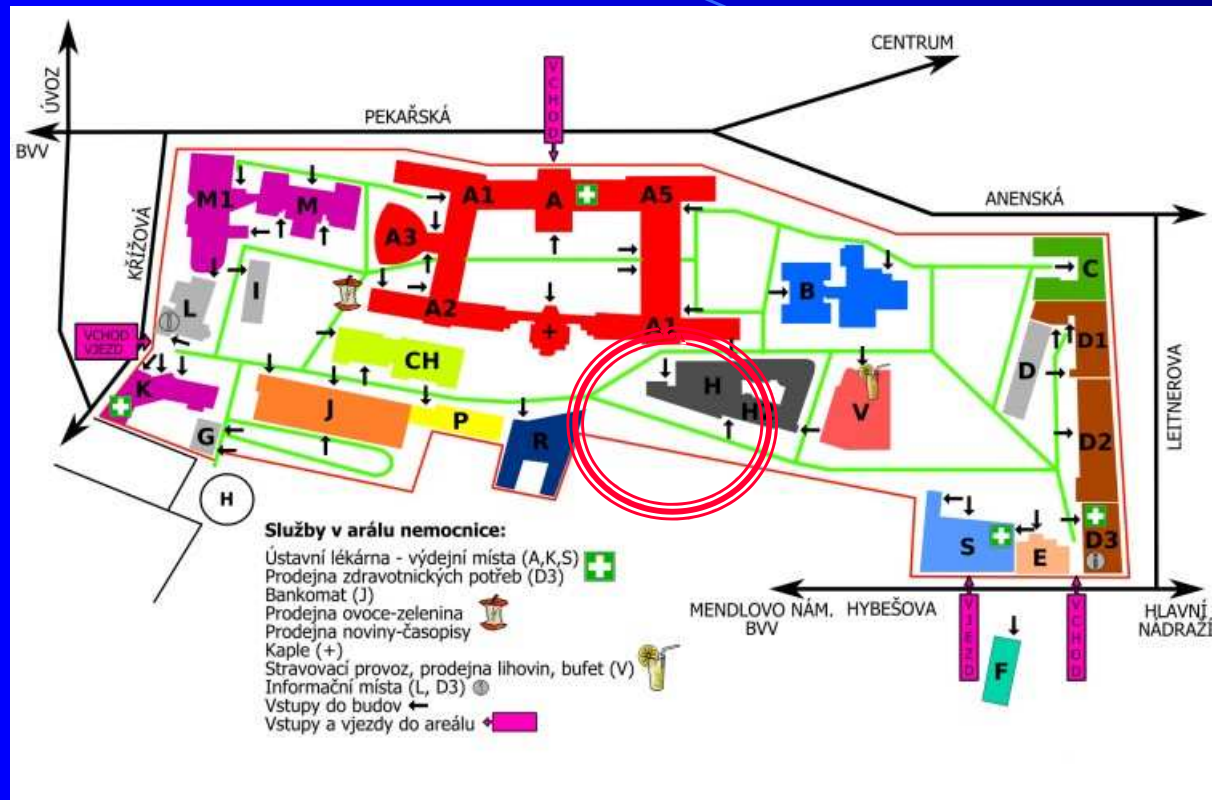 CENTRUM
ÚVOZ
VCHOD
PEKAŘSKÁ
BVV
M1
M
A1
A
A5
ANENSKÁ
A3
KŘÍŽOVÁ
C
I
B
L
A2
+
A1
VCHOD
VJEZD
CH
D1
D
LEITNEROVA
K
J
P
H
H2
V
G
R
D2
H
S
E
D3
Služby v arálu nemocnice:
Ústavní lékárna - výdejní místa (A,K,S)
Prodejna zdravotnických potřeb (D3)
Bankomat (J)
Prodejna ovoce-zelenina
Prodejna noviny-časopisy
Kaple (+)
Stravovací provoz, prodejna lihovin, bufet (V)
Informační místa (L, D3)
Vstupy do budov
Vstupy a vjezdy do areálu
MENDLOVO NÁM.
BVV
HYBEŠOVA
VJEZD
VCHOD
HLAVNÍ
NÁDRAŽÍ
F